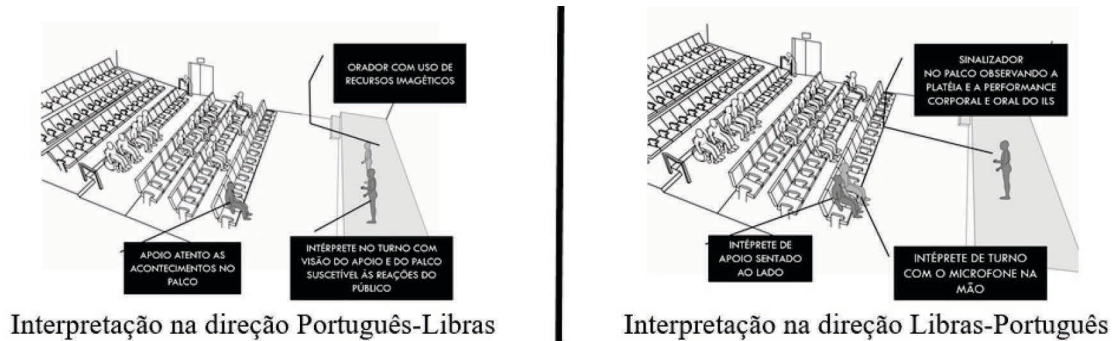 ORADOR COM USO DE
RECURSOS IMAGÉTICOS
APOIO ATENTO AS
ACONTECIMENTOS NO
PALCO
INTÉRPRETE NO TURNO COM
VISÃO DO APOIO E DO PALCO
SUSCETÍVEL ÀS REAÇÕES DO
PÚBLICO
Interpretação na direção Português-Libras
SINALIZADOR
NO PALCO OBSERVANDO A
PLATÉIA E A PERFORMANCE
CORPORAL E ORAL DO ILS
INTÉPRETE DE
APOIO SENTADO
AO LADO
INTÉPRETE DE TURNO
COM O MICROFONE NA
MÃO
Interpretação na direção Libras-Português